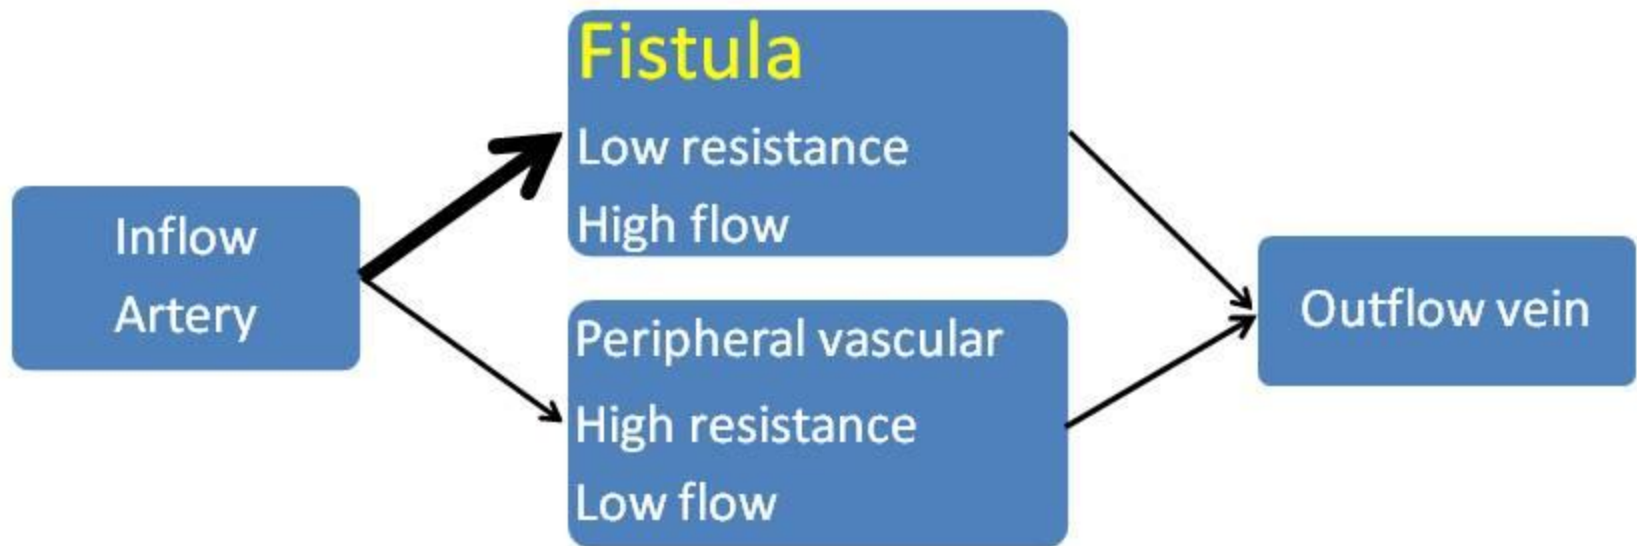 Inflow
Artery
Fistula
Low resistance
High flow
Peripheral vascular
High resistance
Low flow
Outflow vein